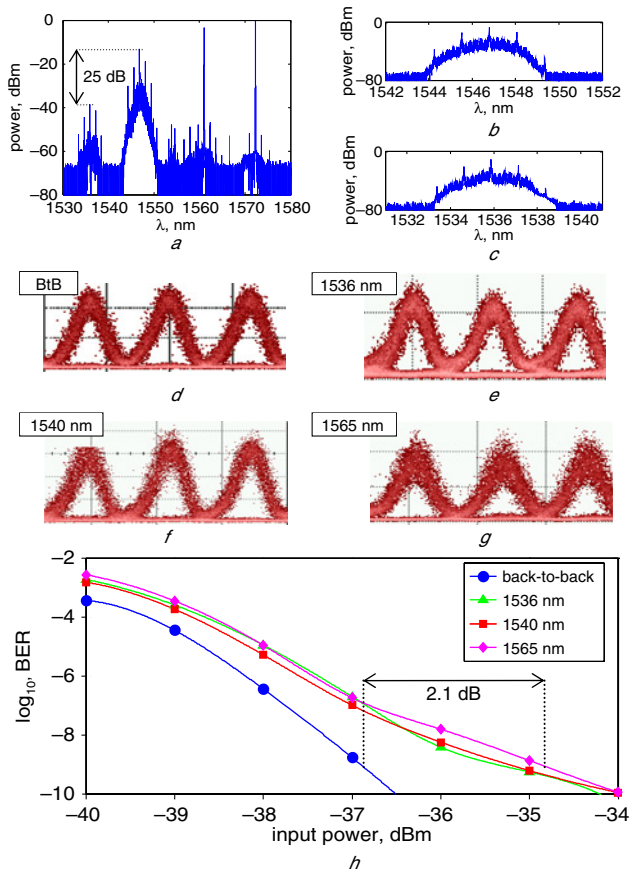 0
–20
–40
–60
–80
power, dBm
25 dB
1530 1540 1550 1560 1570 1580
λ, nm
a
0
–80
power, dBm
1542 1544 1546 1548 1550 1552
λ, nm
b
0
–80
power, dBm
1532 1534 1536 1538 1540
λ, nm
c
BtB
d
1536 nm
e
1540 nm
f
1565 nm
g
–2
–4
–6
–8
–10
log10, BER
back-to-back
1536 nm
1540 nm
1565 nm
2.1 dB
–40 –39 –38 –37 –36 –35 –34
input power, dBm
h